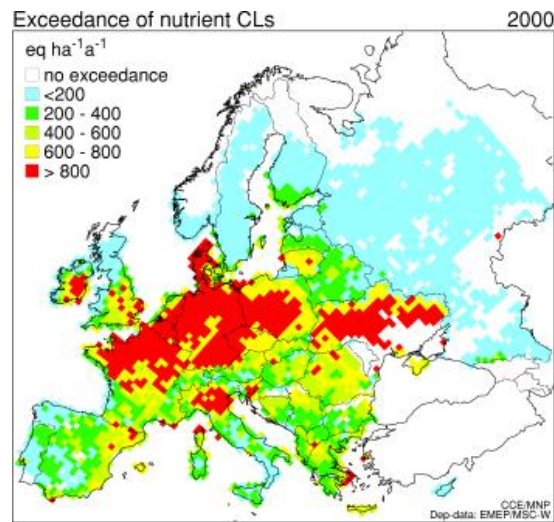 Exceedance of nutrient CLs 2000
eq ha⁻¹a⁻¹
no exceedance
<200
200 - 400
400 - 600
600 - 800
> 800
CCE/MNP
Dep-data: EMEP/MSC-W